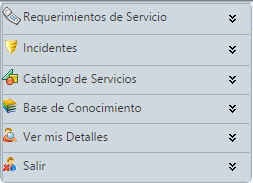 Requerimientos de Servicio
Incidentes
Catálogo de Servicios
Base de Conocimiento
Ver mis Detalles
Salir